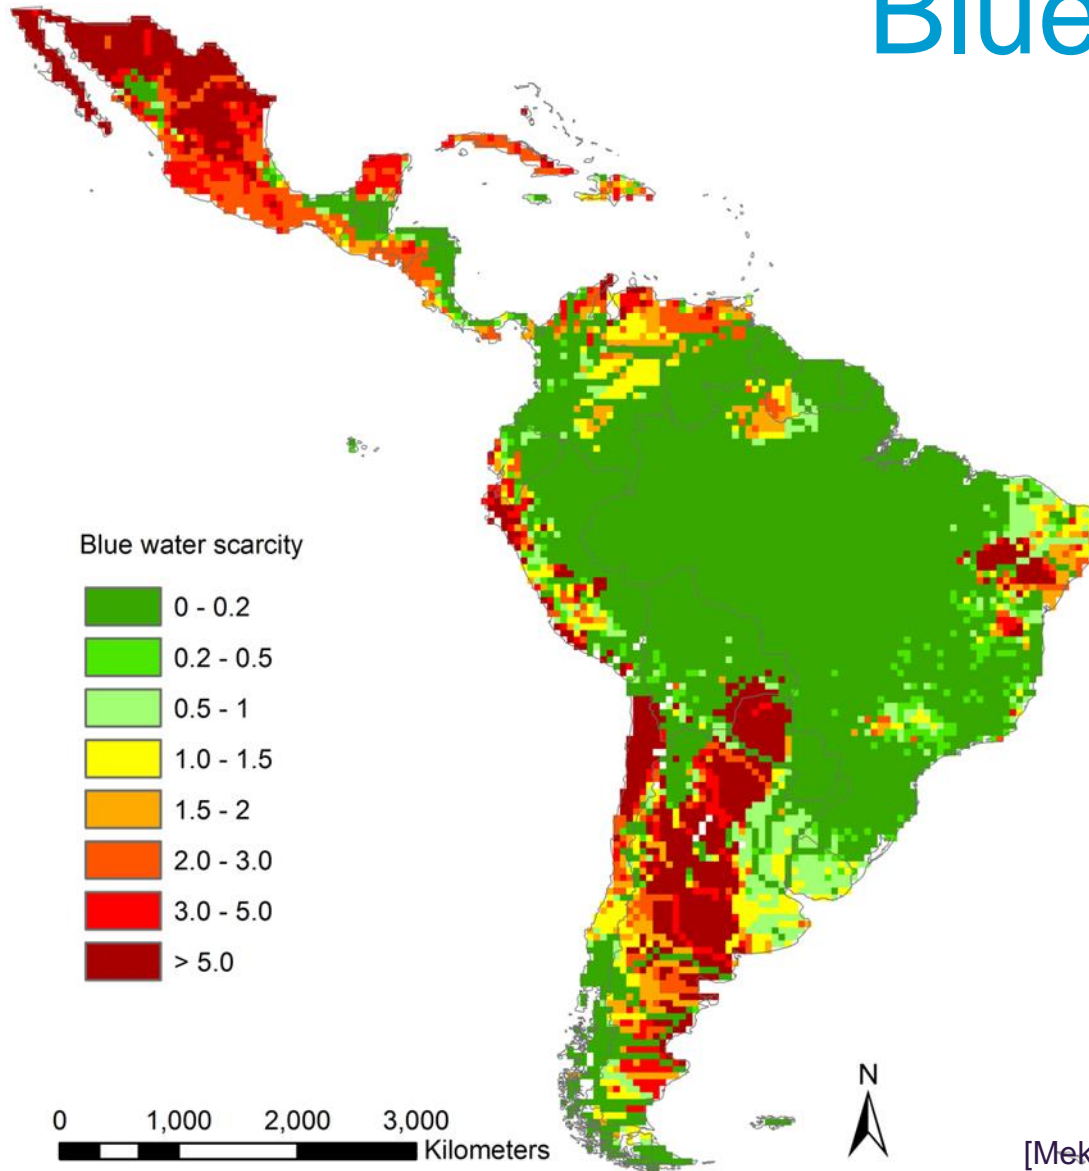 Blue
Blue water scarcity
0 - 0.2
0.2 - 0.5
0.5 - 1
1.0 - 1.5
1.5 - 2
2.0 - 3.0
3.0 - 5.0
> 5.0
0 1,000 2,000 3,000
Kilometers
N
[Mek